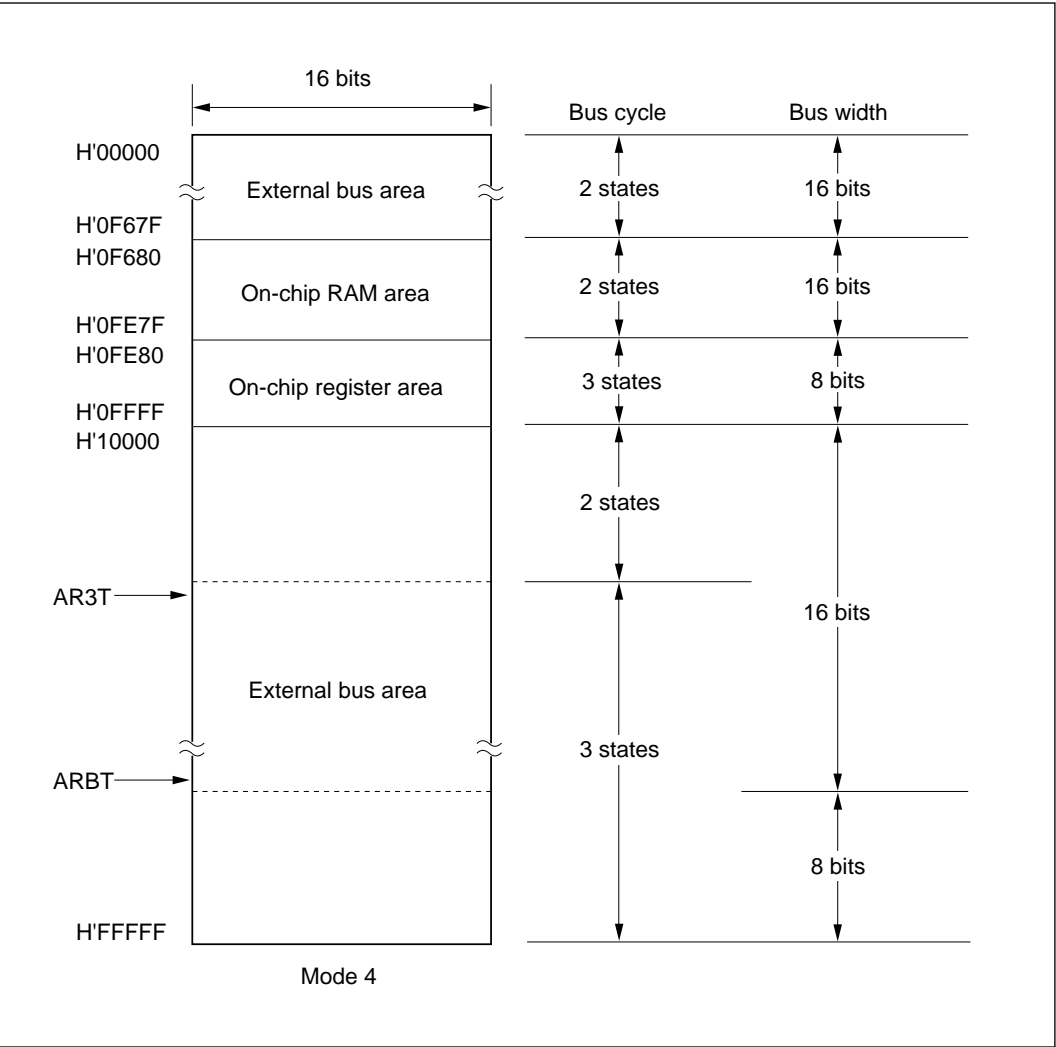 16 bits
Bus cycle
Bus width
H'00000
External bus area
2 states
16 bits
H'0F67F
H'0F680
On-chip RAM area
2 states
16 bits
H'0FE7F
H'0FE80
On-chip register area
3 states
8 bits
H'0FFFF
H'10000
2 states
AR3T
16 bits
External bus area
3 states
ARBT
8 bits
H'FFFFF
Mode 4